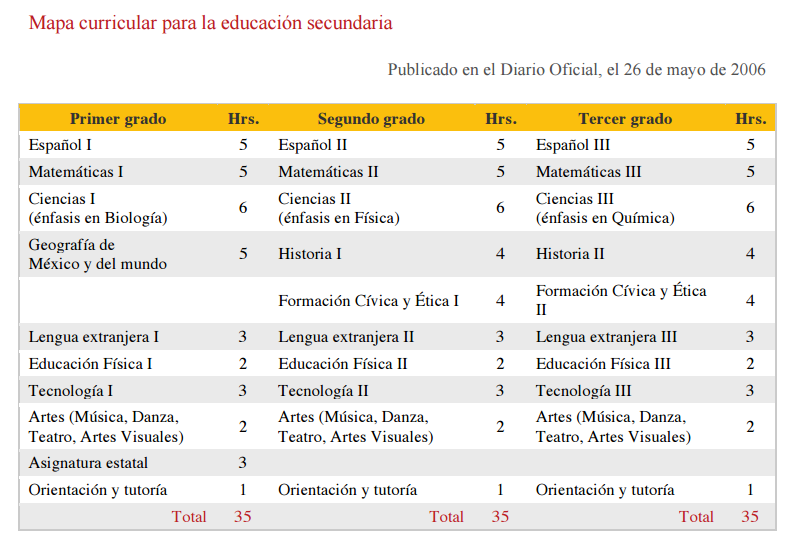 Mapa curricular para la educación secundaria
Publicado en el Diario Oficial, el 26 de mayo de 2006
Primer grado Hrs. Segundo grado Hrs. Tercer grado Hrs.
Español I 5 Español II 5 Español III 5
Matemáticas I 5 Matemáticas II 5 Matemáticas III 5
Ciencias I Ciencias II Ciencias III
(énfasis en Biología) 6 (énfasis en Física) 6 (énfasis en Química) 6
Geografía de
México y del mundo 5 Historia I 4 Historia II 4
Formación Cívica y Ética I 4 Formación Cívica y Ética 4
II
Lengua extranjera I 3 Lengua extranjera II 3 Lengua extranjera III 3
Educación Física I 2 Educación Física II 2 Educación Física III 2
Tecnología I 3 Tecnología II 3 Tecnología III 3
Artes (Música, Danza, Artes (Música, Danza, Artes (Música, Danza,
Teatro, Artes Visuales) 2 Teatro, Artes Visuales) 2 Teatro, Artes Visuales) 2
Asignatura estatal 3
Orientación y tutoría 1 Orientación y tutoría 1 Orientación y tutoría 1
Total 35 Total 35 Total 35